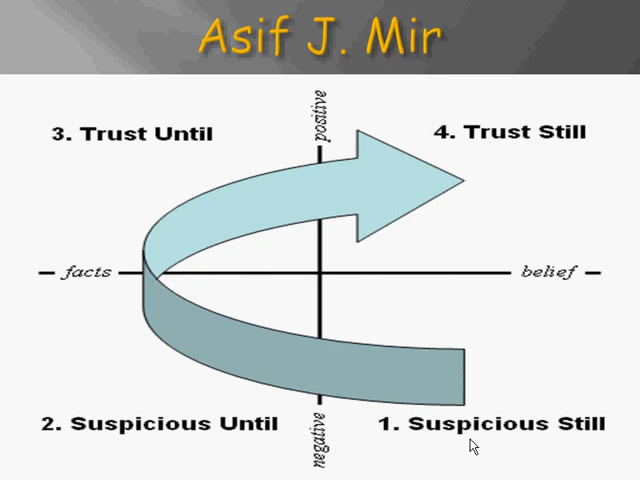 Asif J. Mir
positive
3. Trust Until
4. Trust Still
facts
belief
2. Suspicious Until
1. Suspicious Still
negative